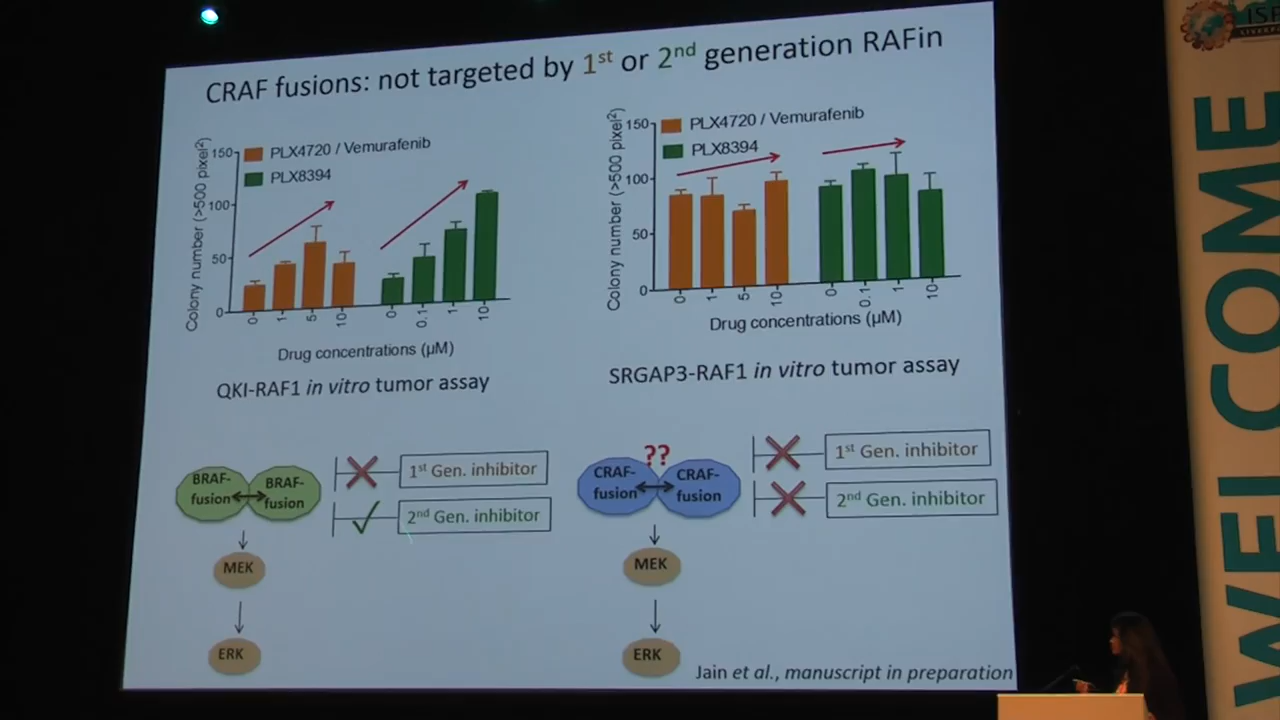 CRAF fusions: not targeted by 1st or 2nd generation RAFin
PLX4720 / Vemurafenib
PLX8394
Colony number (>500 pixel²)
150
100
50
0
0
1
5
10
0
0.1
1
10
Drug concentrations (µM)
QKI-RAF1 in vitro tumor assay
PLX4720 / Vemurafenib
PLX8394
Colony number (>500 pixel²)
150
100
50
0
0
1
5
10
0
0.1
1
10
Drug concentrations (µM)
SRGAP3-RAF1 in vitro tumor assay
BRAF-
fusion
BRAF-
fusion
1st Gen. inhibitor
2nd Gen. inhibitor
MEK
ERK
??
CRAF-
fusion
CRAF-
fusion
1st Gen. inhibitor
2nd Gen. inhibitor
MEK
ERK
Jain et al., manuscript in preparation
WELCOME